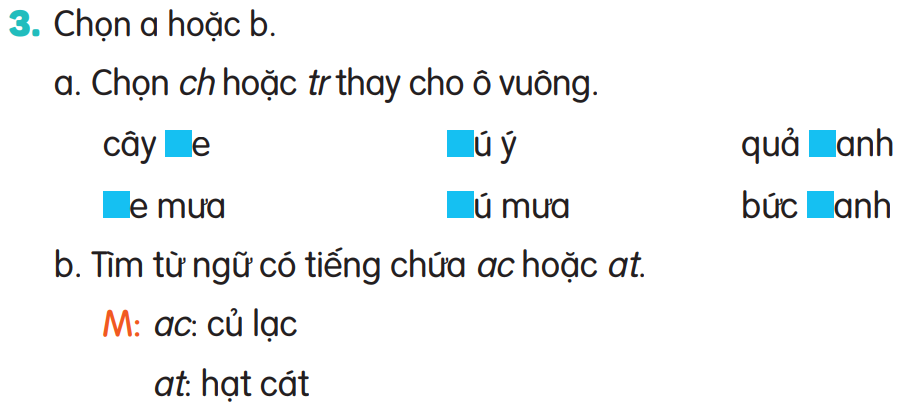 3. Chọn a hoặc b.
a. Chọn ch hoặc tr thay cho ô vuông.
cây ■e ■ú ý quả ■anh
■e mưa ■ú mưa bức ■anh
b. Tìm từ ngữ có tiếng chứa ac hoặc at.
M: ac: củ lạc
at: hạt cát